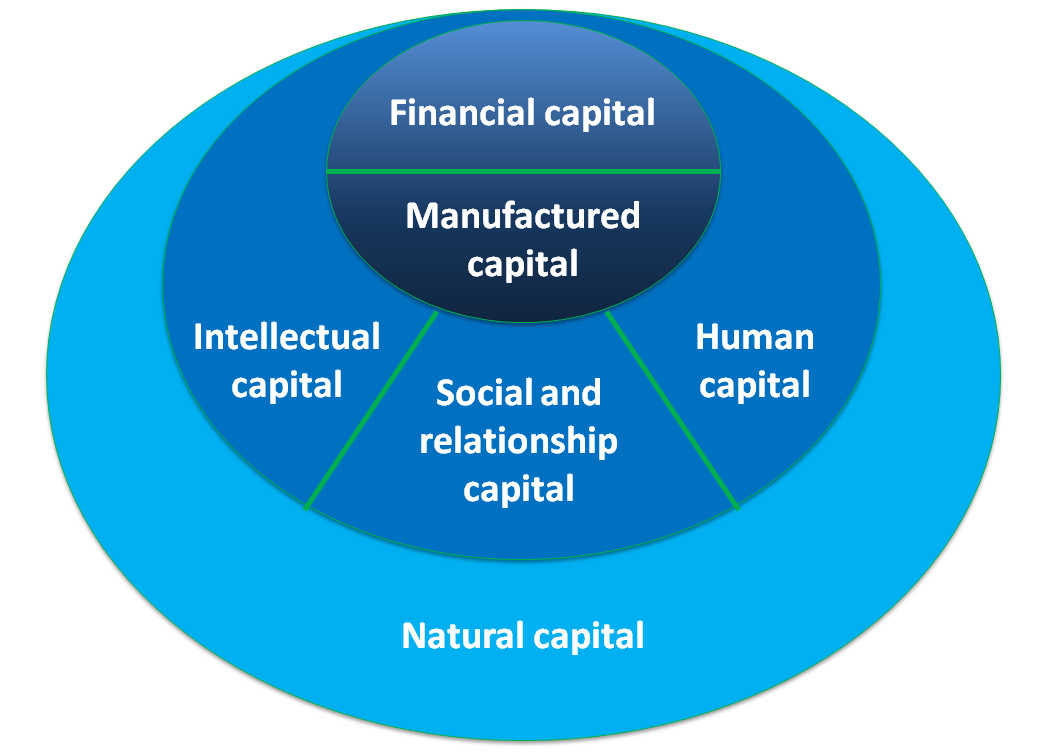 Financial capital
Manufactured
capital
Intellectual
capital
Social and
relationship
capital
Human
capital
Natural capital